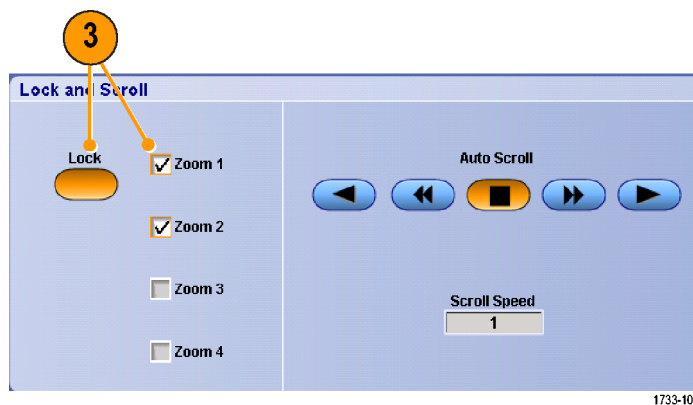 3
Lock and Scroll
Lock
Zoom 1
Zoom 2
Zoom 3
Zoom 4
Auto Scroll
Scroll Speed
1
1733-10